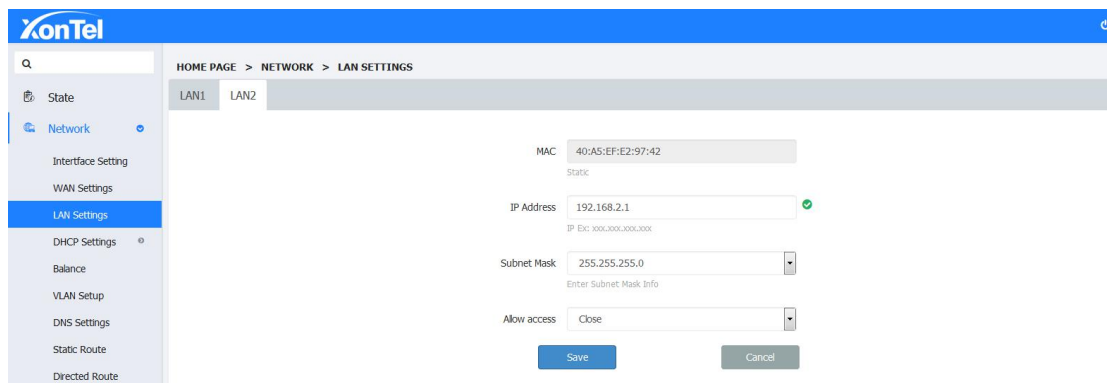 XonTel
HOME PAGE > NETWORK > LAN SETTINGS
State
LAN1 LAN2
Network
Intertface Setting
WAN Settings
LAN Settings
DHCP Settings
Balance
VLAN Setup
DNS Settings
Static Route
Directed Route
MAC 40:A5:EF:E2:97:42
Static
IP Address 192.168.2.1
IP Ex: xxx.xxx.xxx.xxx
Subnet Mask 255.255.255.0
Enter Subnet Mask Info
Allow access Close
Save Cancel